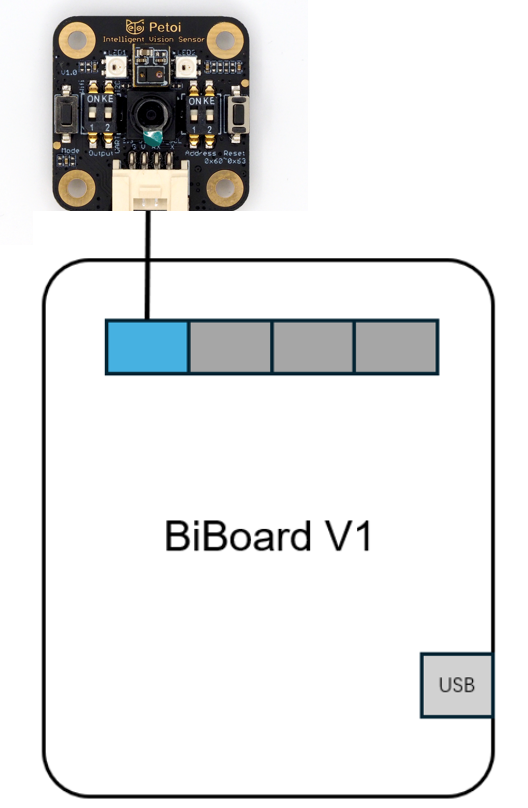 Petoi
Intelligent Vision Sensor
LED1 LED2
V1.0
ON KE ON KE
1 2 1 2
Mode Output UART Address Reset
0x60~0x63
BiBoard V1
USB